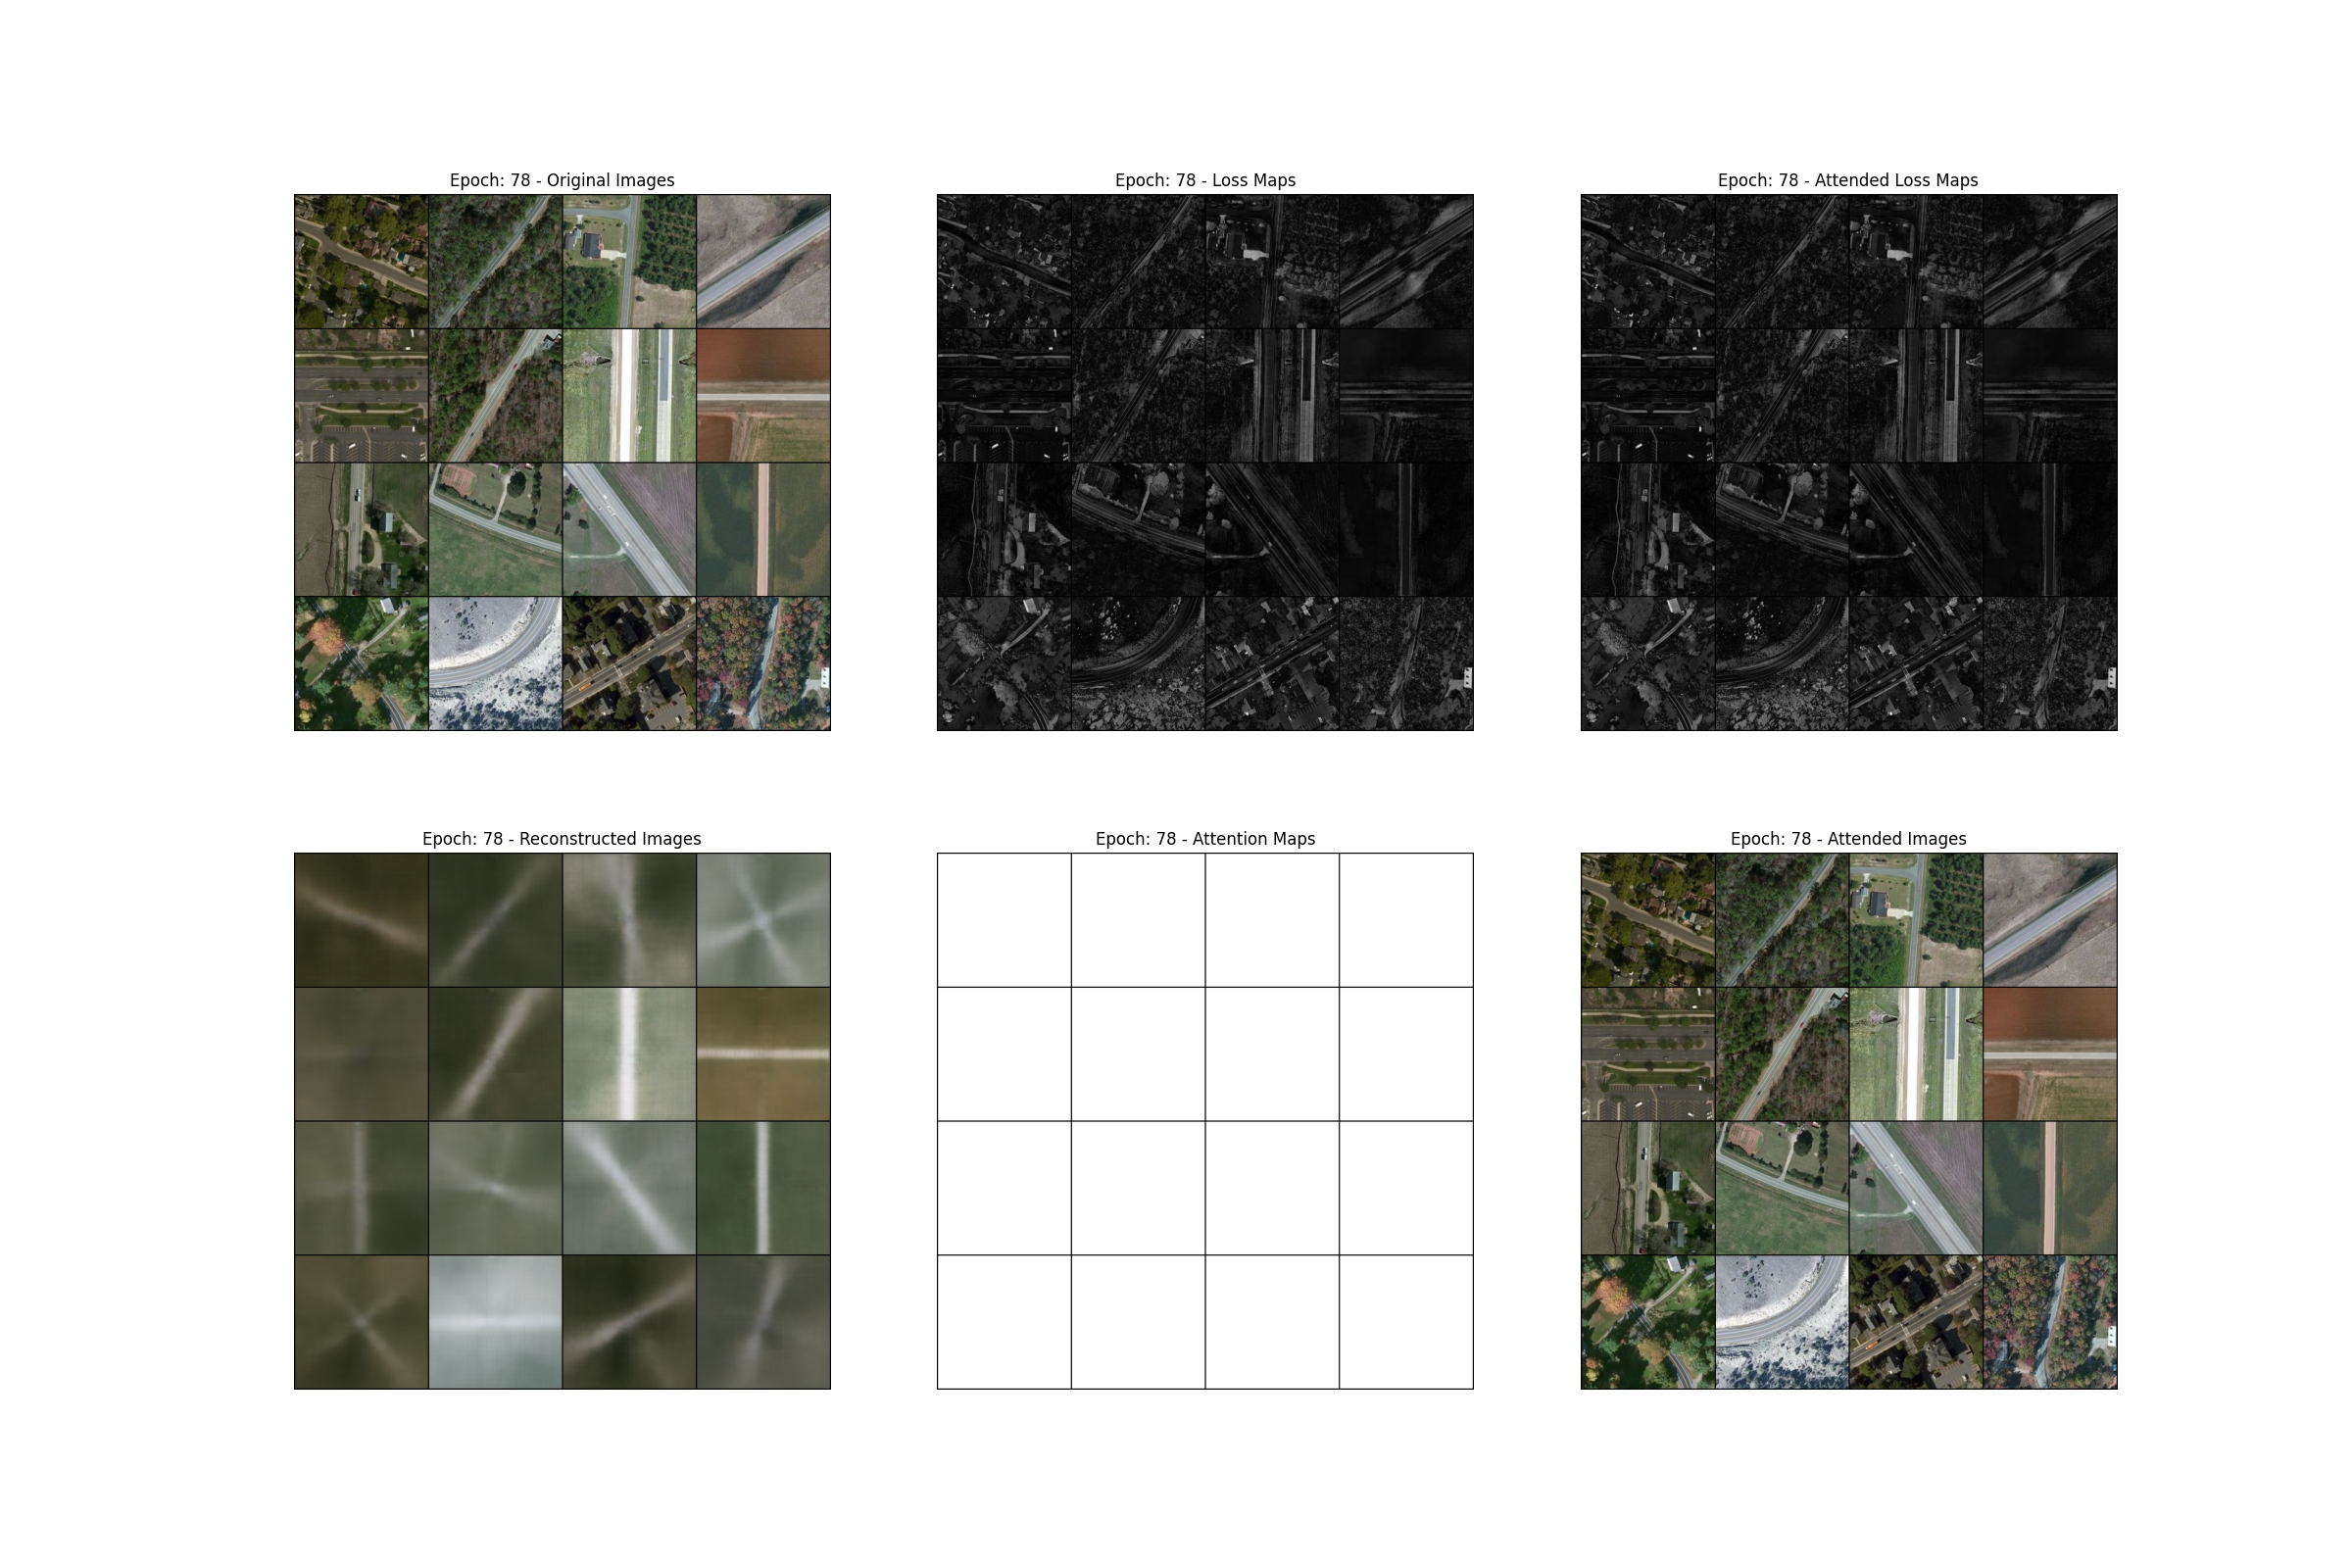 Epoch: 78 - Original Images
Epoch: 78 - Loss Maps
Epoch: 78 - Attended Loss Maps
Epoch: 78 - Reconstructed Images
Epoch: 78 - Attention Maps
Epoch: 78 - Attended Images